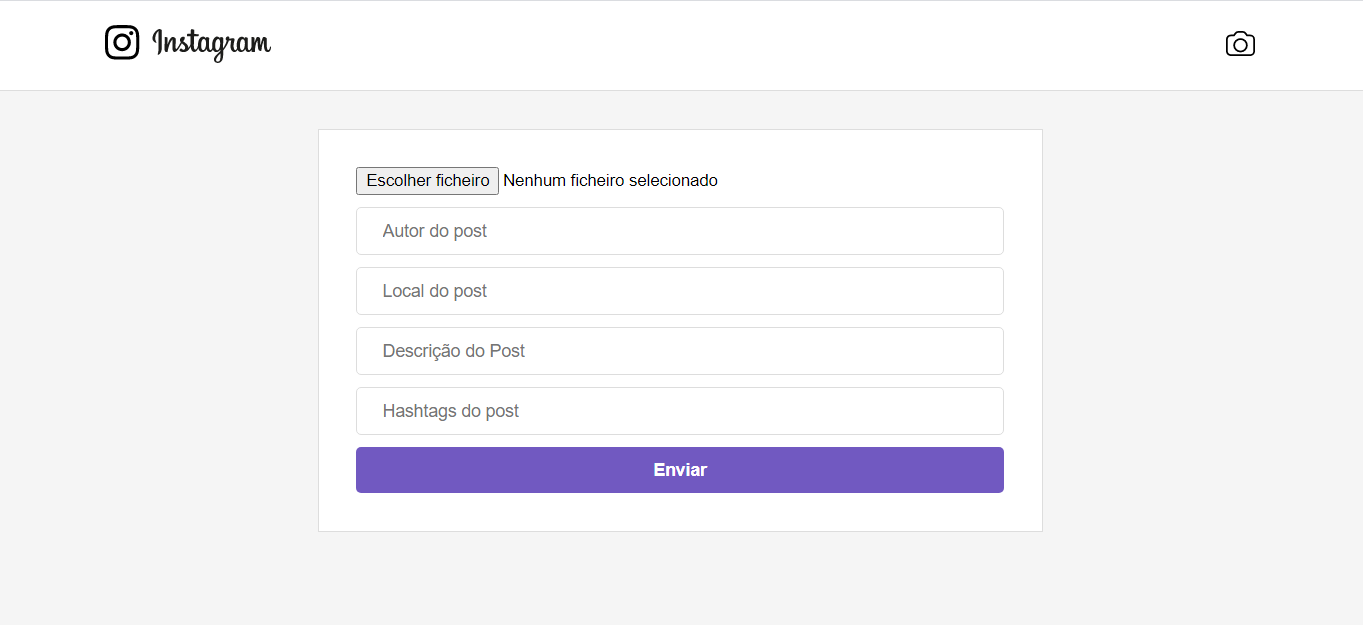 Instagram
Escolher ficheiro Nenhum ficheiro selecionado
Autor do post
Local do post
Descrição do Post
Hashtags do post
Enviar